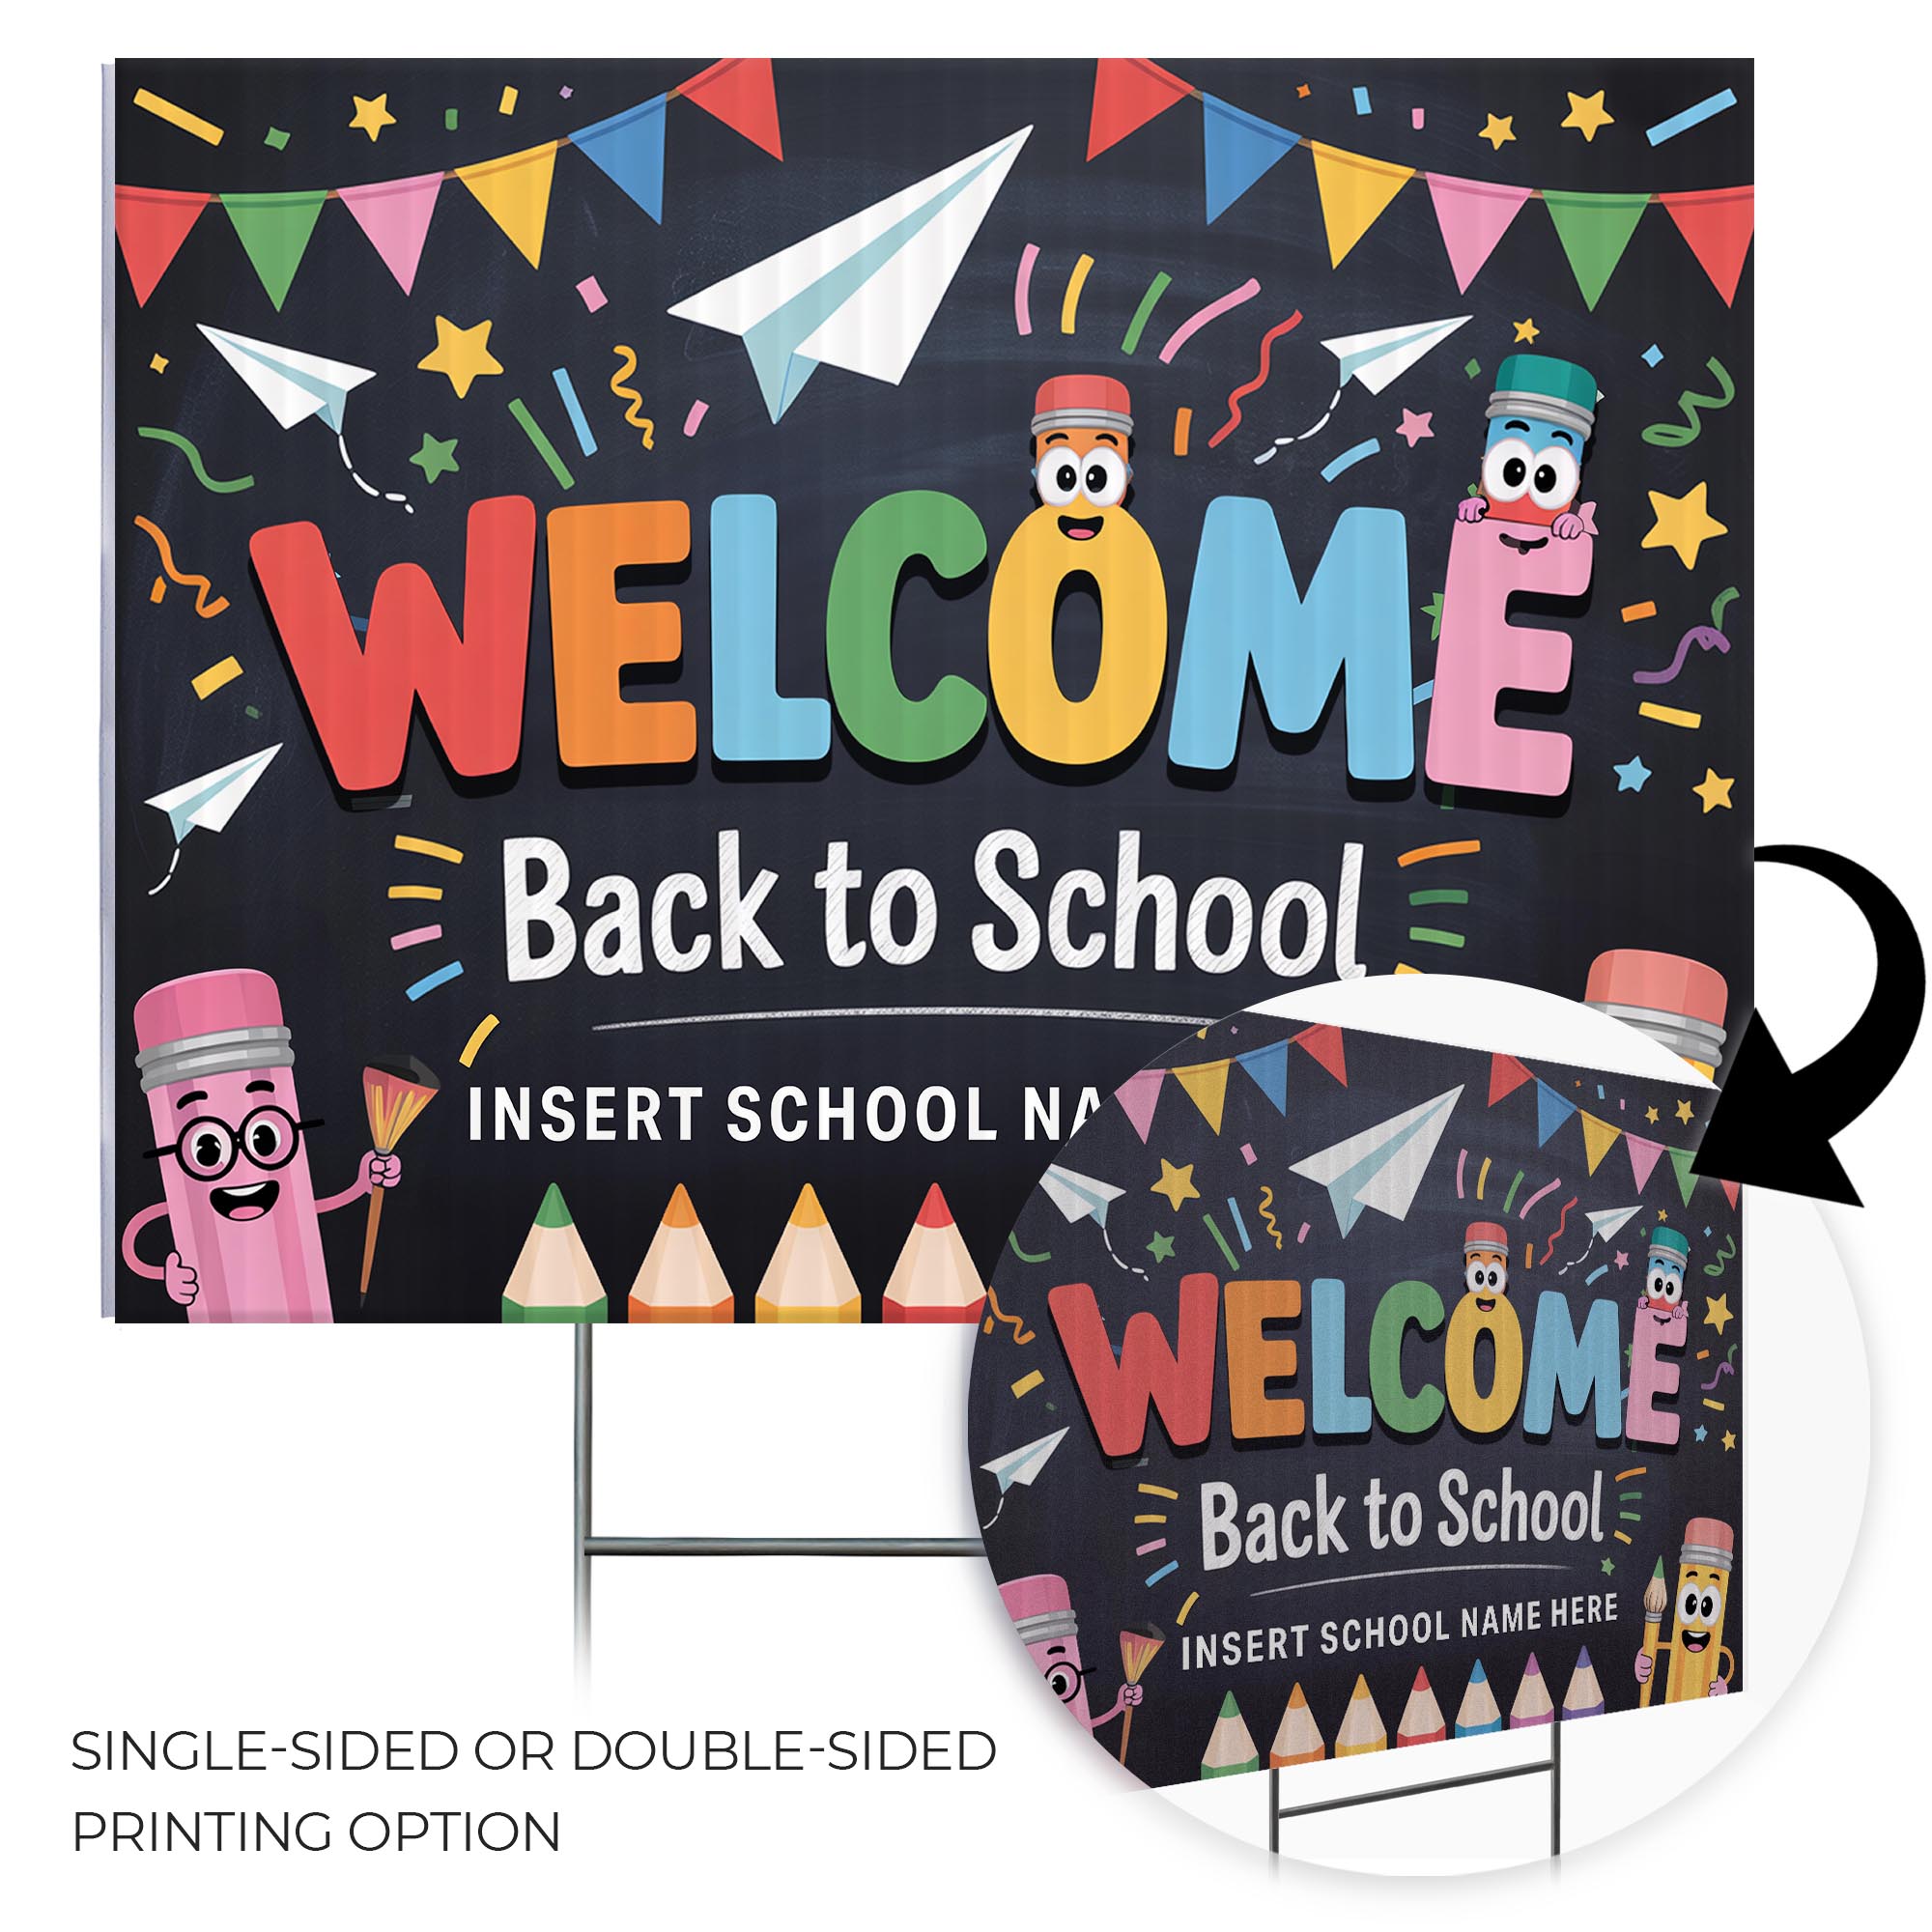 WELCOME
Back to School
INSERT SCHOOL NA
WELCOME
Back to School
INSERT SCHOOL NAME HERE
SINGLE-SIDED OR DOUBLE-SIDED
PRINTING OPTION